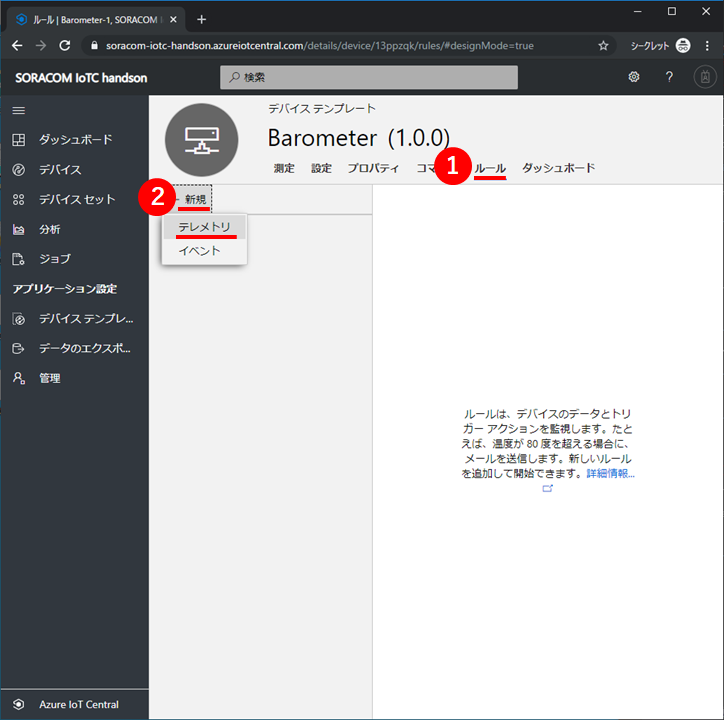 ルール | Barometer-1, SORACOM I
soracom-iotc-handson.azureiotcentral.com/details/device/13ppzqk/rules/#designMode=true
シークレット
SORACOM IoTC handson
検索
?
ダッシュボード
デバイス
デバイス セット
分析
ジョブ
アプリケーション設定
デバイス テンプレ...
データのエクスポ...
管理
Azure IoT Central
デバイス テンプレート
Barometer (1.0.0)
測定 設定 プロパティ コマ 1 ルール ダッシュボード
2 新規
テレメトリ
イベント
ルールは、デバイスのデータとトリ
ガー アクションを監視します。たと
えば、温度が 80 度を超える場合に、
メールを送信します。新しいルール
を追加して開始できます。詳細情報...